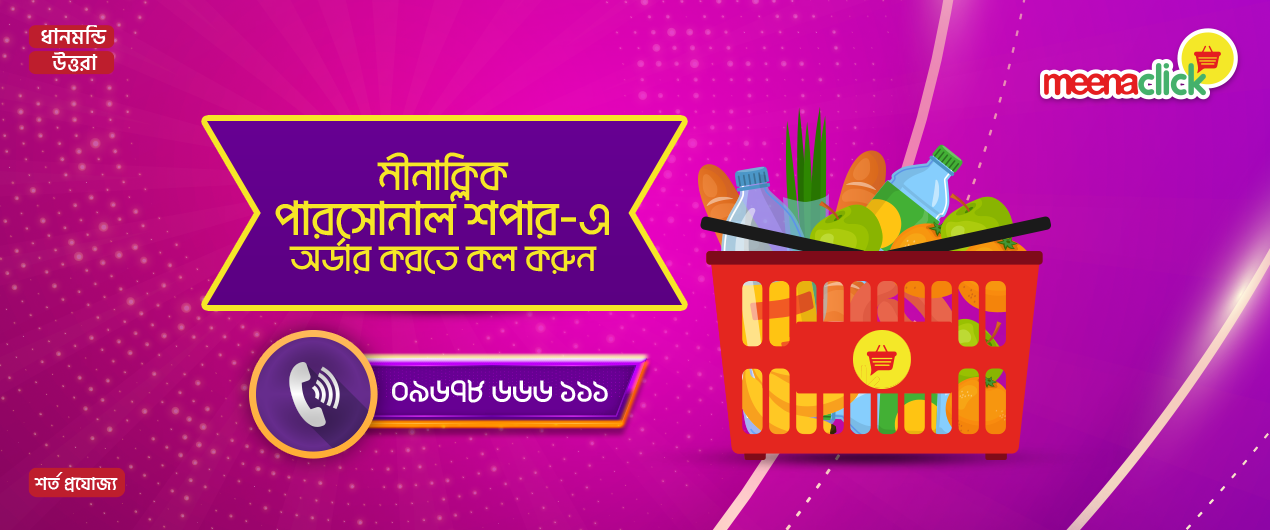 ধানমন্ডি
উত্তরা
meenaclick
মীনাক্লিক
পারসোনাল শপার-এ
অর্ডার করতে কল করুন
০৯৬৭৮ ৬৬৬ ১১১
শর্ত প্রযোজ্য